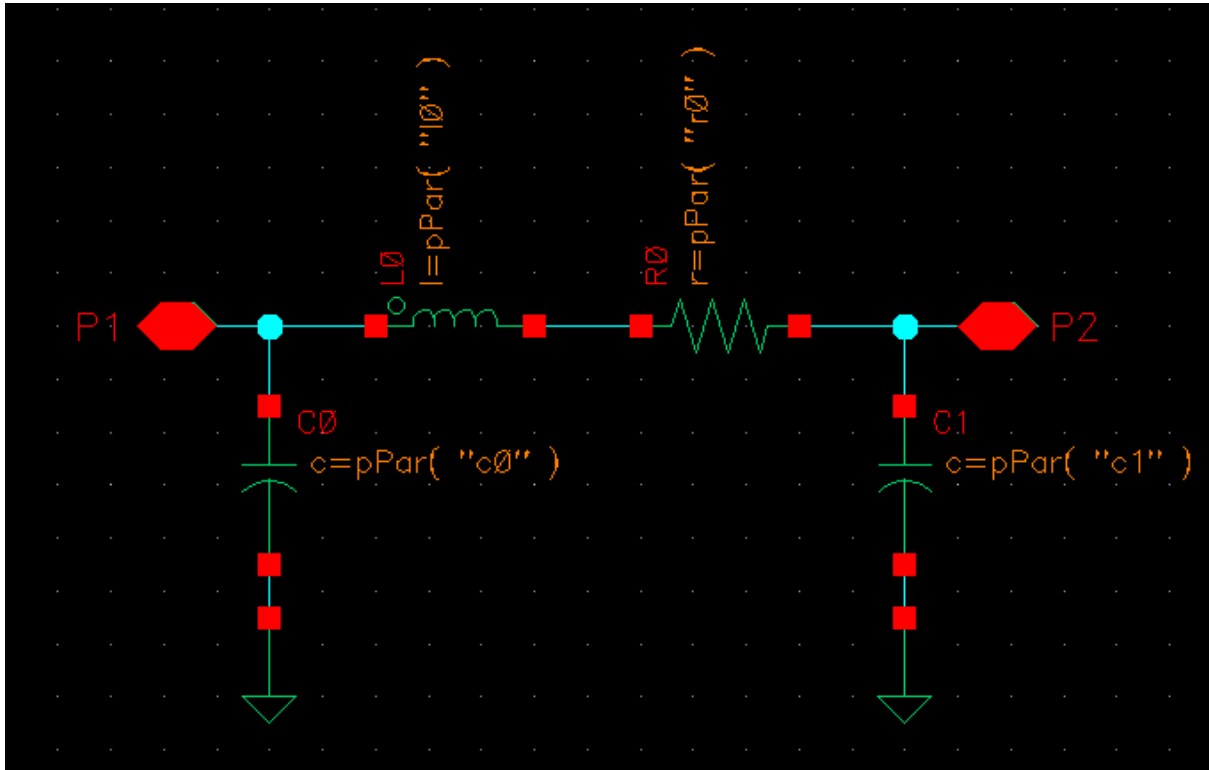 l=pPar( "l0" )
r=pPar( "r0" )
L0
R0
P1
P2
C0
c=pPar( "c0" )
C1
c=pPar( "c1" )